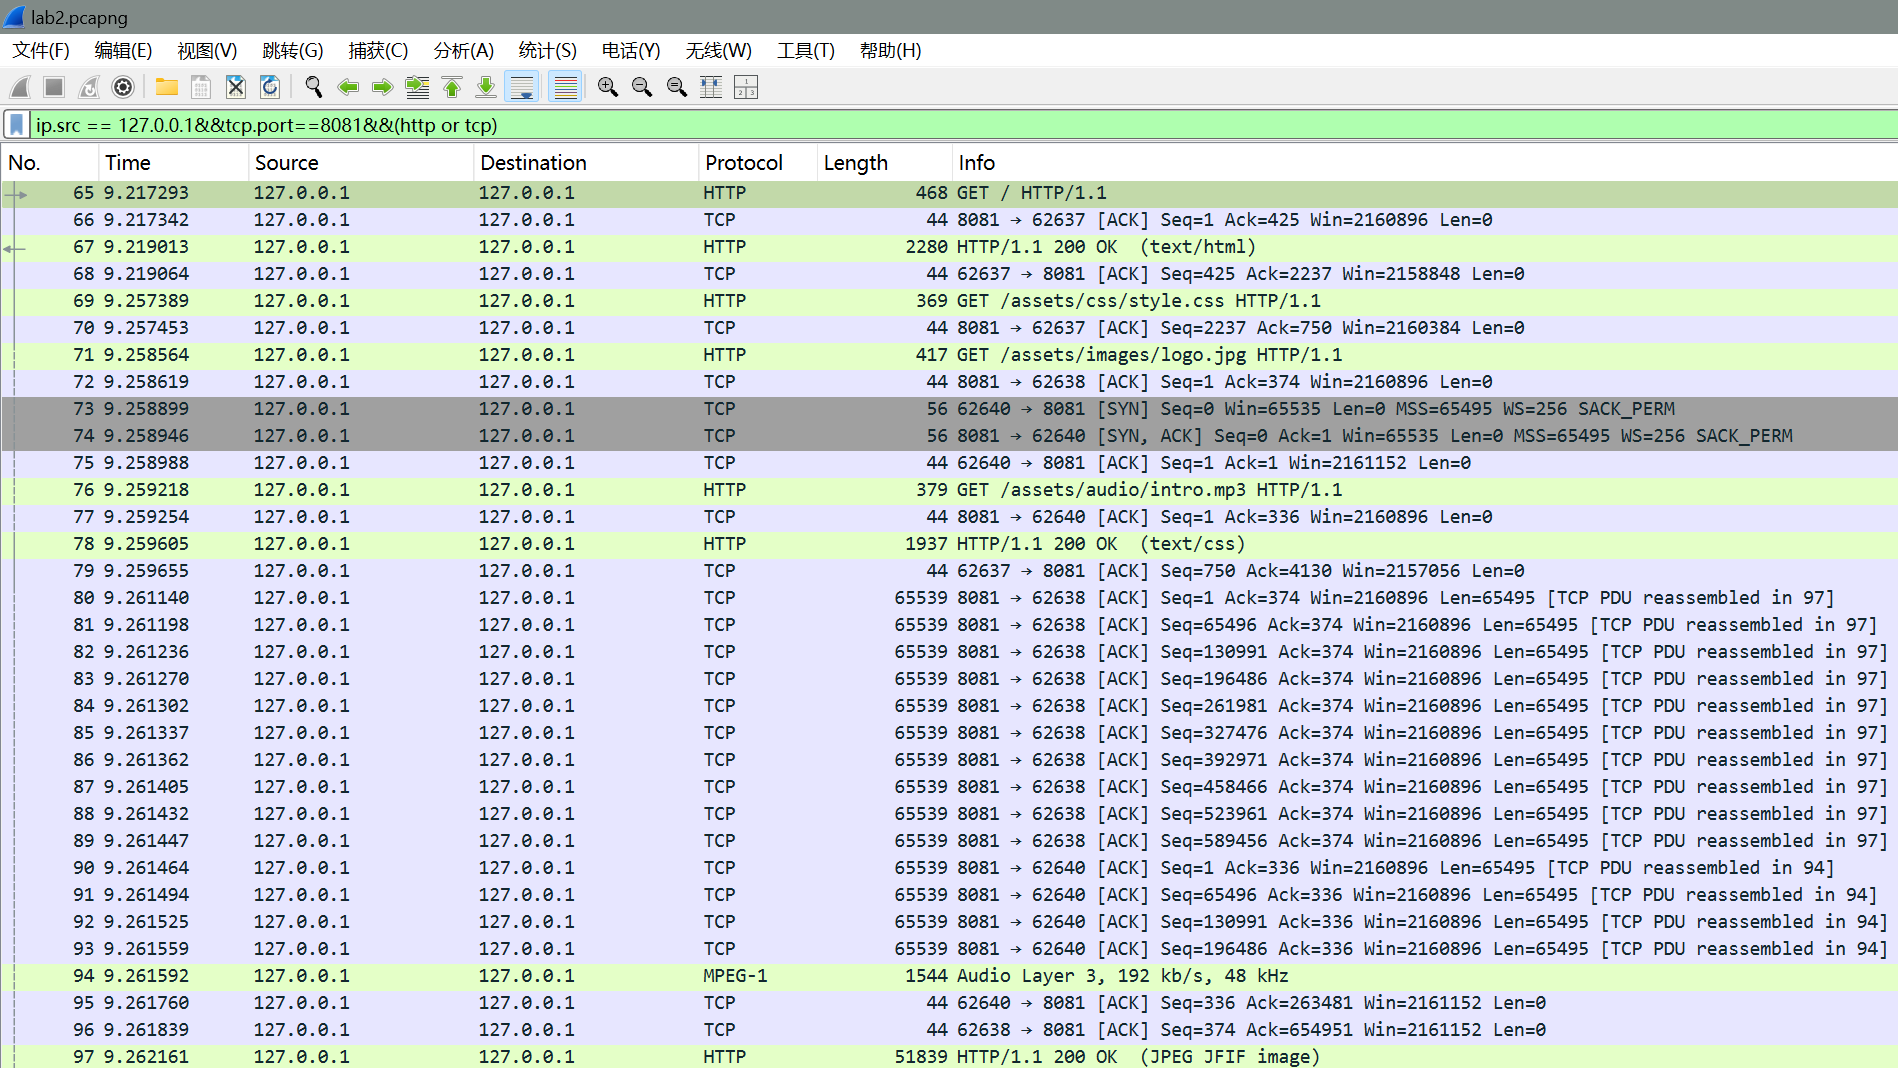 lab2.pcapng
文件(F) 编辑(E) 视图(V) 跳转(G) 捕获(C) 分析(A) 统计(S) 电话(Y) 无线(W) 工具(T) 帮助(H)
ip.src == 127.0.0.1&&tcp.port==8081&&(http or tcp)
No. Time Source Destination Protocol Length Info
65 9.217293 127.0.0.1 127.0.0.1 HTTP 468 GET / HTTP/1.1
66 9.217342 127.0.0.1 127.0.0.1 TCP 44 8081 → 62637 [ACK] Seq=1 Ack=425 Win=2160896 Len=0
67 9.219013 127.0.0.1 127.0.0.1 HTTP 2280 HTTP/1.1 200 OK (text/html)
68 9.219064 127.0.0.1 127.0.0.1 TCP 44 62637 → 8081 [ACK] Seq=425 Ack=2237 Win=2158848 Len=0
69 9.257389 127.0.0.1 127.0.0.1 HTTP 369 GET /assets/css/style.css HTTP/1.1
70 9.257453 127.0.0.1 127.0.0.1 TCP 44 8081 → 62637 [ACK] Seq=2237 Ack=750 Win=2160384 Len=0
71 9.258564 127.0.0.1 127.0.0.1 HTTP 417 GET /assets/images/logo.jpg HTTP/1.1
72 9.258619 127.0.0.1 127.0.0.1 TCP 44 8081 → 62638 [ACK] Seq=1 Ack=374 Win=2160896 Len=0
73 9.258899 127.0.0.1 127.0.0.1 TCP 56 62640 → 8081 [SYN] Seq=0 Win=65535 Len=0 MSS=65495 WS=256 SACK_PERM
74 9.258946 127.0.0.1 127.0.0.1 TCP 56 8081 → 62640 [SYN, ACK] Seq=0 Ack=1 Win=65535 Len=0 MSS=65495 WS=256 SACK_PERM
75 9.258988 127.0.0.1 127.0.0.1 TCP 44 62640 → 8081 [ACK] Seq=1 Ack=1 Win=2161152 Len=0
76 9.259218 127.0.0.1 127.0.0.1 HTTP 379 GET /assets/audio/intro.mp3 HTTP/1.1
77 9.259254 127.0.0.1 127.0.0.1 TCP 44 8081 → 62640 [ACK] Seq=1 Ack=336 Win=2160896 Len=0
78 9.259605 127.0.0.1 127.0.0.1 HTTP 1937 HTTP/1.1 200 OK (text/css)
79 9.259655 127.0.0.1 127.0.0.1 TCP 44 62637 → 8081 [ACK] Seq=750 Ack=4130 Win=2157056 Len=0
80 9.261140 127.0.0.1 127.0.0.1 TCP 65539 8081 → 62638 [ACK] Seq=1 Ack=374 Win=2160896 Len=65495 [TCP PDU reassembled in 97]
81 9.261198 127.0.0.1 127.0.0.1 TCP 65539 8081 → 62638 [ACK] Seq=65496 Ack=374 Win=2160896 Len=65495 [TCP PDU reassembled in 97]
82 9.261236 127.0.0.1 127.0.0.1 TCP 65539 8081 → 62638 [ACK] Seq=130991 Ack=374 Win=2160896 Len=65495 [TCP PDU reassembled in 97]
83 9.261270 127.0.0.1 127.0.0.1 TCP 65539 8081 → 62638 [ACK] Seq=196486 Ack=374 Win=2160896 Len=65495 [TCP PDU reassembled in 97]
84 9.261302 127.0.0.1 127.0.0.1 TCP 65539 8081 → 62638 [ACK] Seq=261981 Ack=374 Win=2160896 Len=65495 [TCP PDU reassembled in 97]
85 9.261337 127.0.0.1 127.0.0.1 TCP 65539 8081 → 62638 [ACK] Seq=327476 Ack=374 Win=2160896 Len=65495 [TCP PDU reassembled in 97]
86 9.261362 127.0.0.1 127.0.0.1 TCP 65539 8081 → 62638 [ACK] Seq=392971 Ack=374 Win=2160896 Len=65495 [TCP PDU reassembled in 97]
87 9.261405 127.0.0.1 127.0.0.1 TCP 65539 8081 → 62638 [ACK] Seq=458466 Ack=374 Win=2160896 Len=65495 [TCP PDU reassembled in 97]
88 9.261432 127.0.0.1 127.0.0.1 TCP 65539 8081 → 62638 [ACK] Seq=523961 Ack=374 Win=2160896 Len=65495 [TCP PDU reassembled in 97]
89 9.261447 127.0.0.1 127.0.0.1 TCP 65539 8081 → 62638 [ACK] Seq=589456 Ack=374 Win=2160896 Len=65495 [TCP PDU reassembled in 97]
90 9.261464 127.0.0.1 127.0.0.1 TCP 65539 8081 → 62640 [ACK] Seq=1 Ack=336 Win=2160896 Len=65495 [TCP PDU reassembled in 94]
91 9.261494 127.0.0.1 127.0.0.1 TCP 65539 8081 → 62640 [ACK] Seq=65496 Ack=336 Win=2160896 Len=65495 [TCP PDU reassembled in 94]
92 9.261525 127.0.0.1 127.0.0.1 TCP 65539 8081 → 62640 [ACK] Seq=130991 Ack=336 Win=2160896 Len=65495 [TCP PDU reassembled in 94]
93 9.261559 127.0.0.1 127.0.0.1 TCP 65539 8081 → 62640 [ACK] Seq=196486 Ack=336 Win=2160896 Len=65495 [TCP PDU reassembled in 94]
94 9.261592 127.0.0.1 127.0.0.1 MPEG-1 1544 Audio Layer 3, 192 kb/s, 48 kHz
95 9.261760 127.0.0.1 127.0.0.1 TCP 44 62640 → 8081 [ACK] Seq=336 Ack=263481 Win=2161152 Len=0
96 9.261839 127.0.0.1 127.0.0.1 TCP 44 62638 → 8081 [ACK] Seq=374 Ack=654951 Win=2161152 Len=0
97 9.262161 127.0.0.1 127.0.0.1 HTTP 51839 HTTP/1.1 200 OK (JPEG JFIF image)